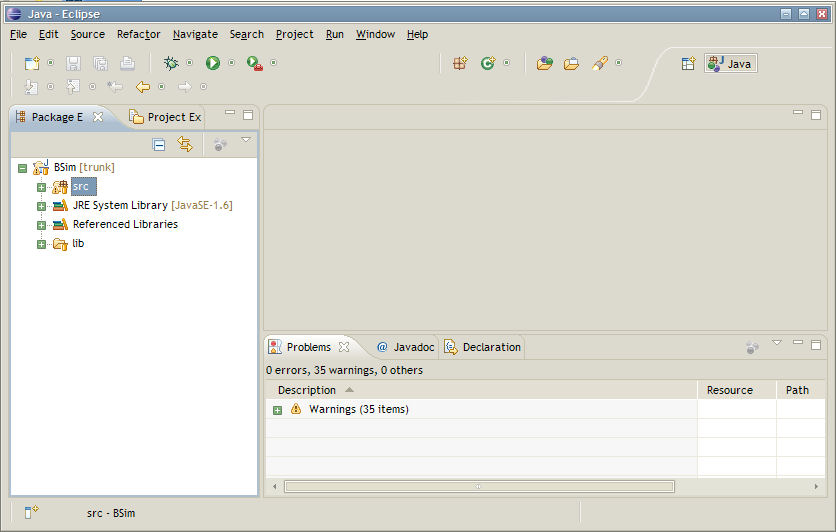 Java - Eclipse
File Edit Source Refactor Navigate Search Project Run Window Help
Java
Package E Project Ex
BSim [trunk]
src
JRE System Library [JavaSE-1.6]
Referenced Libraries
lib
Problems @ Javadoc Declaration
0 errors, 35 warnings, 0 others
Description Resource Path
Warnings (35 items)
src - BSim